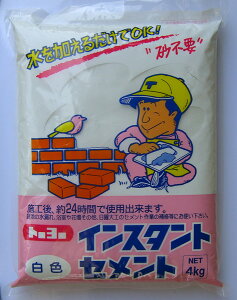 水を加えるだけでOK!
"砂不要"
施工後、約24時間で使用出来ます。
トーヨー
インスタント
セメント
白色
NET
4kg